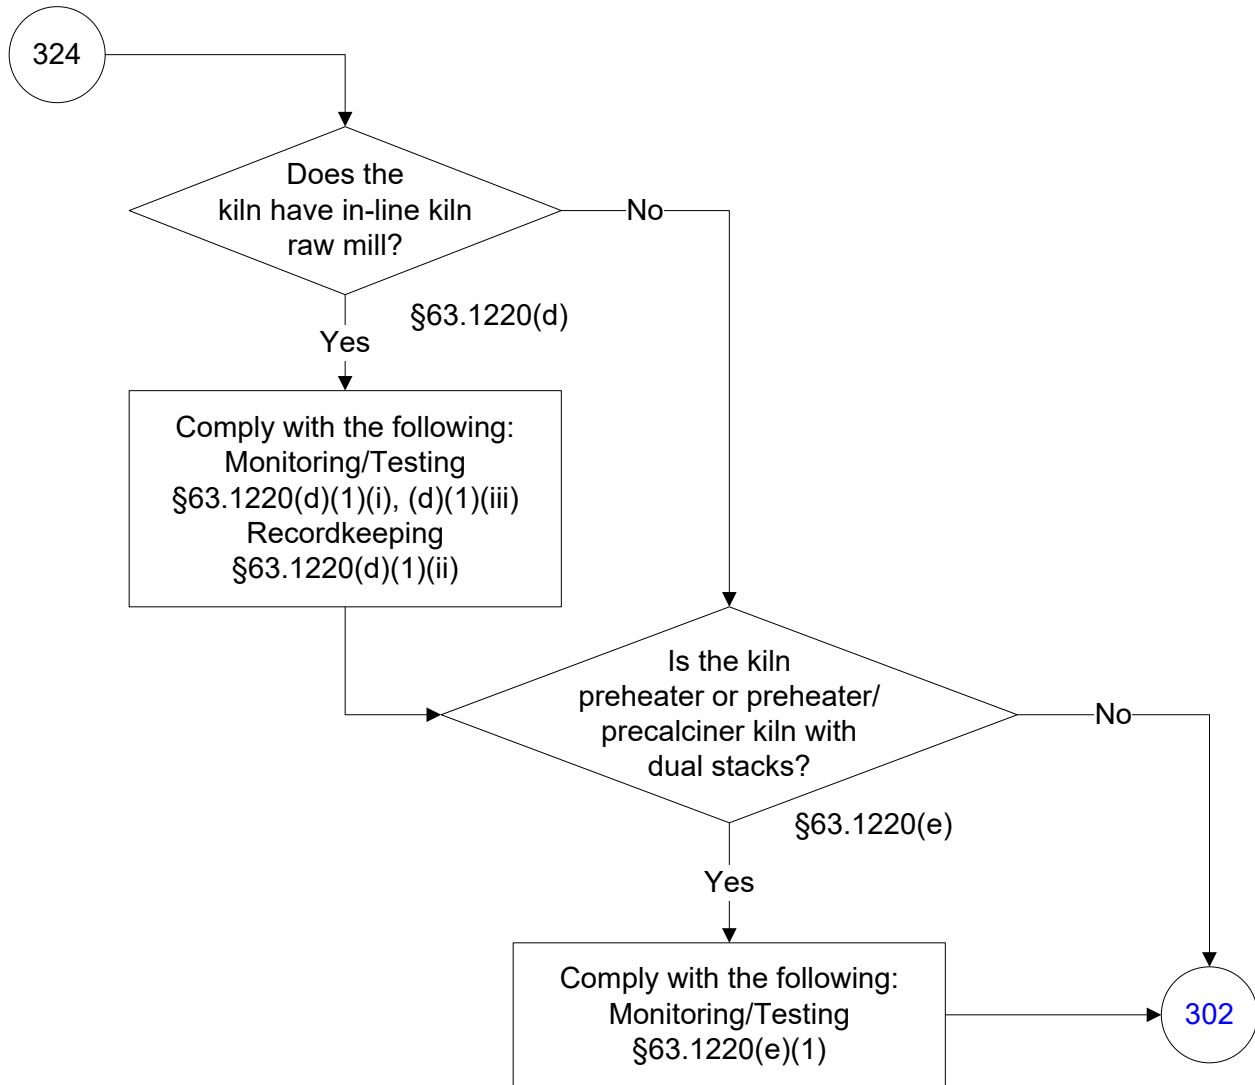 324
Does the
kiln have in-line kiln
raw mill?
No
§63.1220(d)
Yes
Comply with the following:
Monitoring/Testing
§63.1220(d)(1)(i), (d)(1)(iii)
Recordkeeping
§63.1220(d)(1)(ii)
Is the kiln
preheater or preheater/
precalciner kiln with
dual stacks?
No
§63.1220(e)
Yes
Comply with the following:
Monitoring/Testing
§63.1220(e)(1)
302